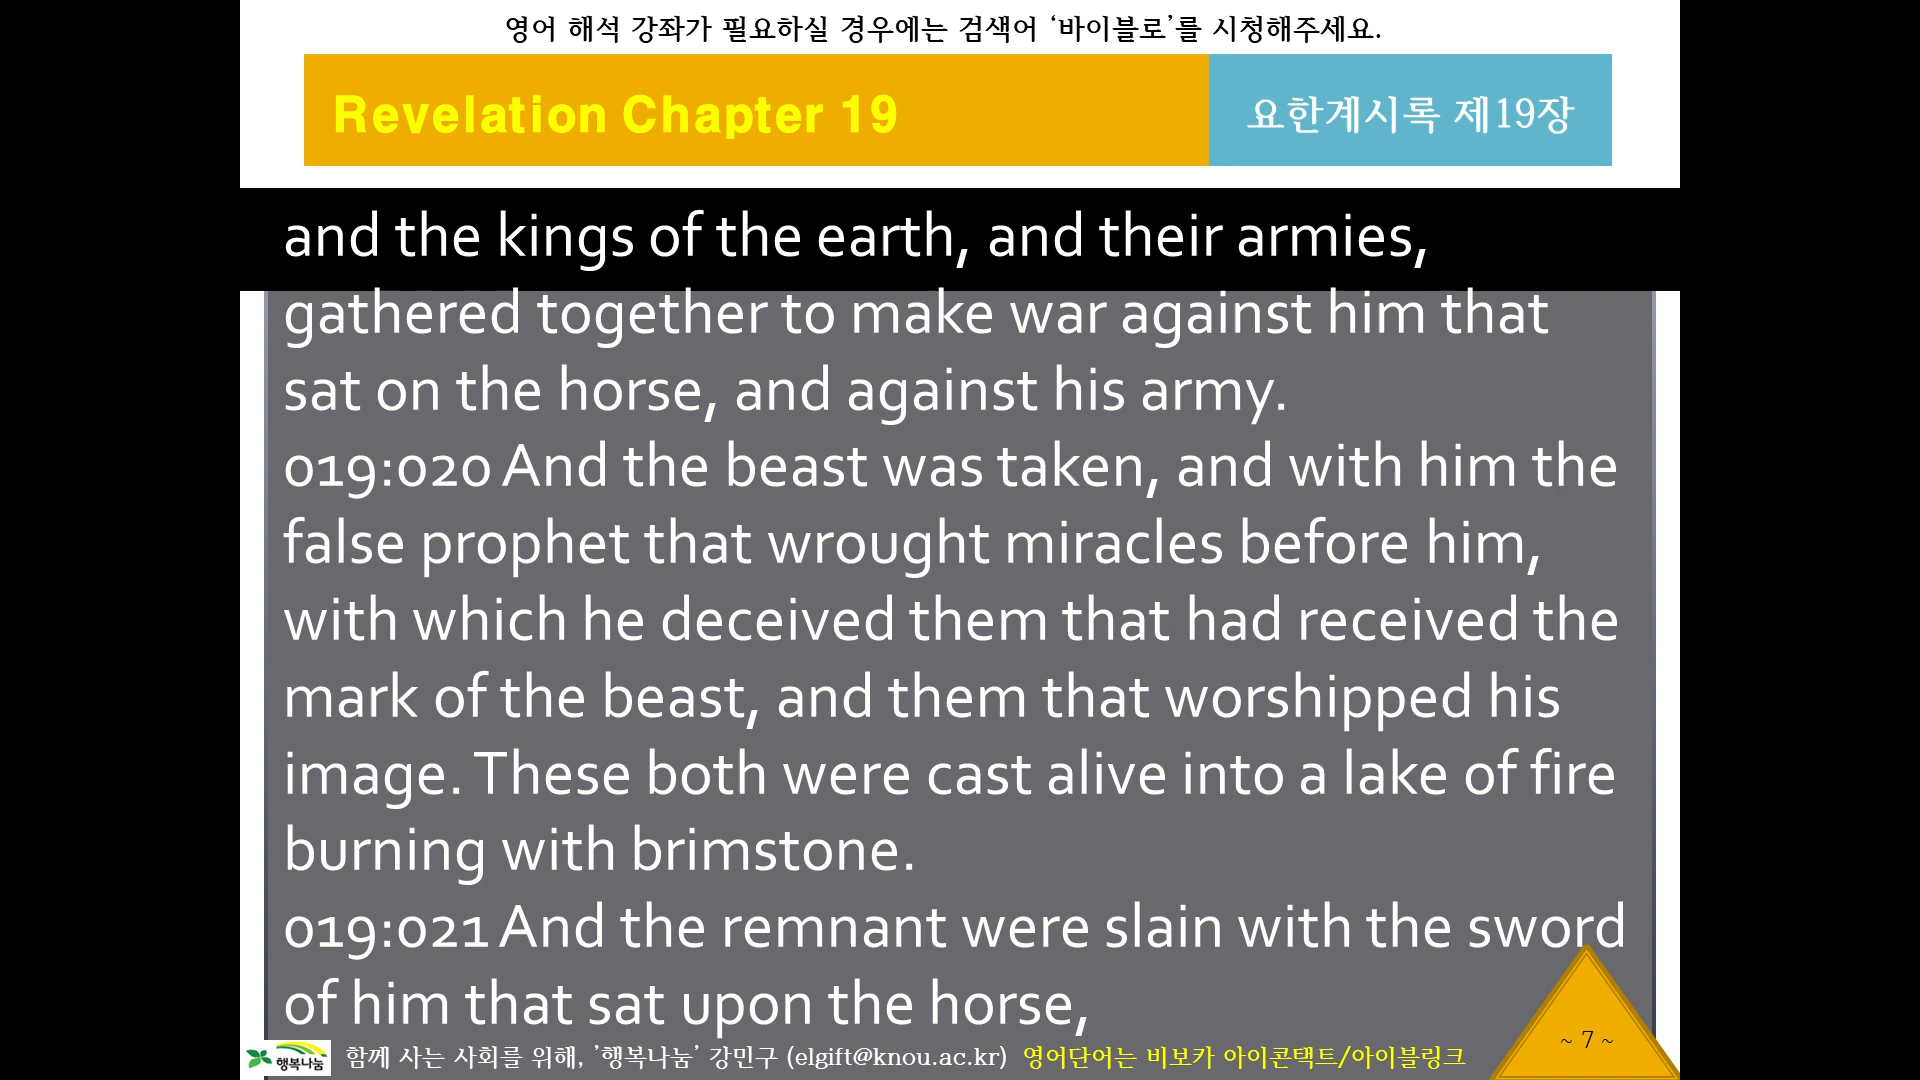 영어 해석 강좌가 필요하실 경우에는 검색어 ‘바이블로’를 시청해주세요.
Revelation Chapter 19
요한계시록 제19장
and the kings of the earth, and their armies,
gathered together to make war against him that
sat on the horse, and against his army.
019:020 And the beast was taken, and with him the
false prophet that wrought miracles before him,
with which he deceived them that had received the
mark of the beast, and them that worshipped his
image. These both were cast alive into a lake of fire
burning with brimstone.
019:021 And the remnant were slain with the sword
of him that sat upon the horse,
~ 7 ~
행복나눔 함께 사는 사회를 위해, ’행복나눔’ 강민구 (elgift@knou.ac.kr) 영어단어는 비보카 아이콘택트/아이블링크